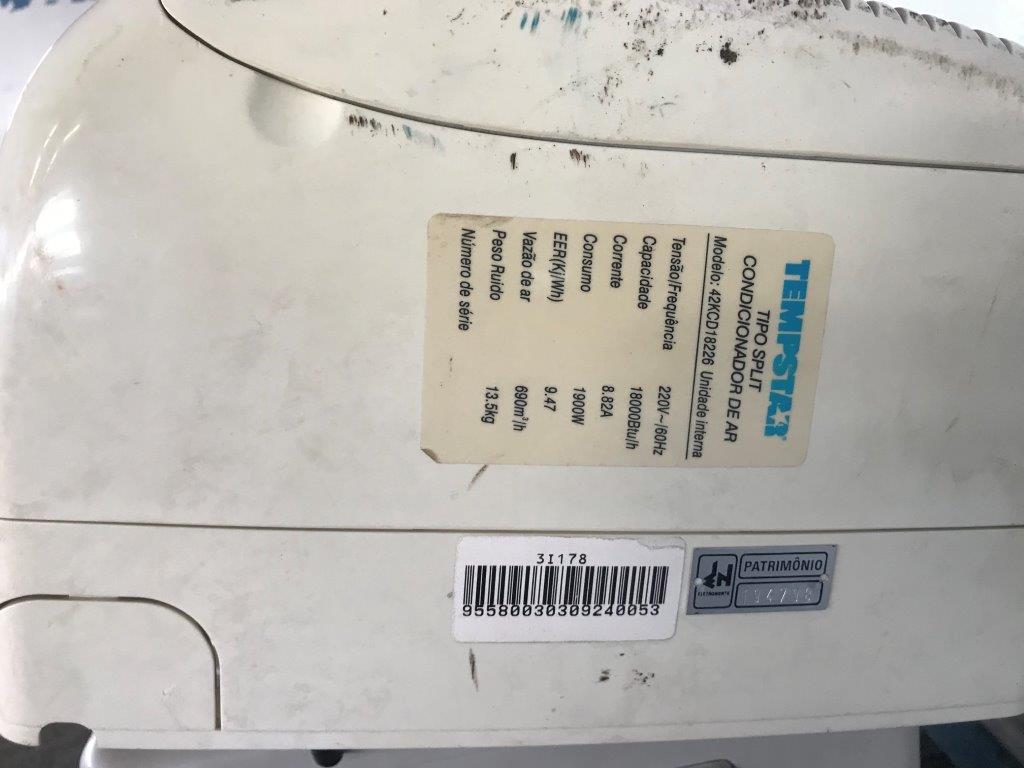 TEMPSTAR®
TIPO SPLIT
CONDICIONADOR DE AR
Modelo: 42KCD18226 Unidade interna
Tensão/Frequência 220V~/60Hz
Capacidade 18000Btu/h
Corrente 8.82A
Consumo 1900W
EER(Kj/Wh) 9.47
Vazão de ar 690m³/h
Peso Ruido 13.5kg
Número de série
3I178
95580030309240053
PATRIMÔNIO
ELETRONORTE